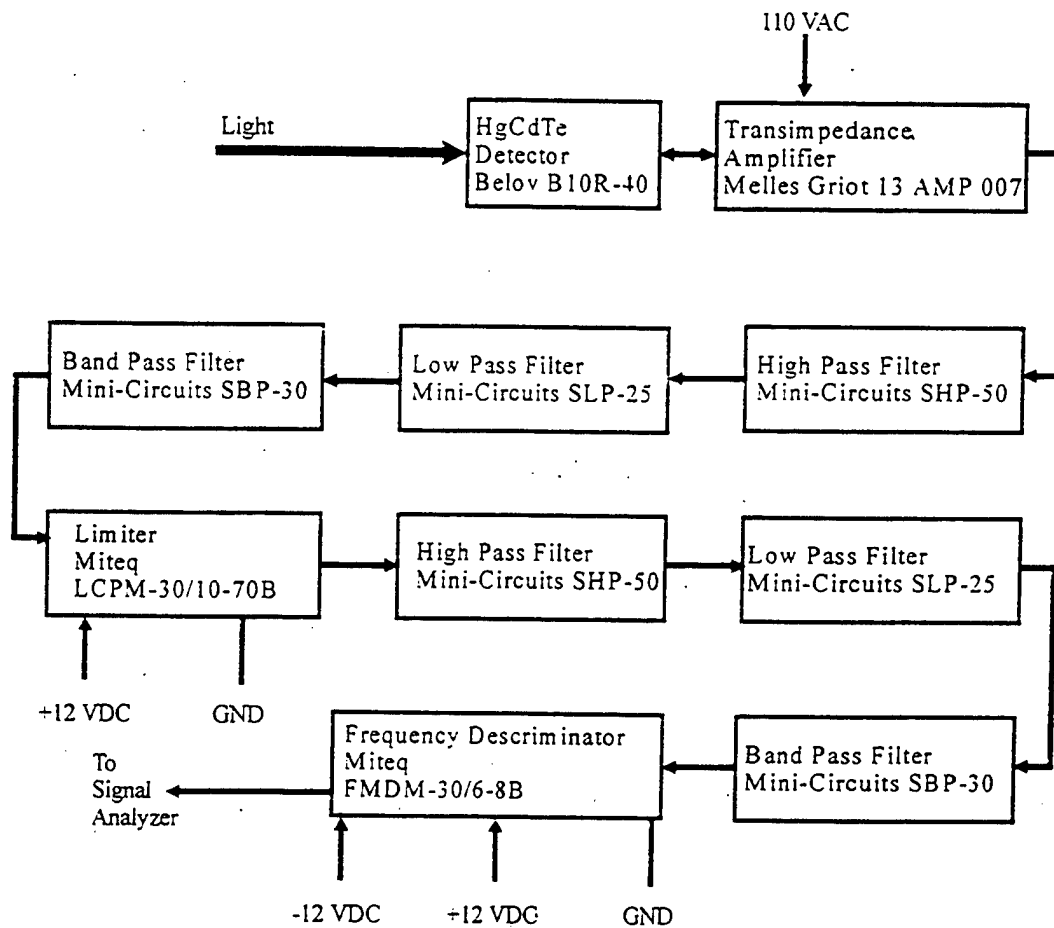 110 VAC
Light
HgCdTe
Detector
Belov B10R-40
Transimpedance
Amplifier
Melles Griot 13 AMP 007
Band Pass Filter
Mini-Circuits SBP-30
Low Pass Filter
Mini-Circuits SLP-25
High Pass Filter
Mini-Circuits SHP-50
Limiter
Miteq
LCPM-30/10-70B
High Pass Filter
Mini-Circuits SHP-50
Low Pass Filter
Mini-Circuits SLP-25
+12 VDC
GND
To
Signal
Analyzer
Frequency Descriminator
Miteq
FMDM-30/6-8B
Band Pass Filter
Mini-Circuits SBP-30
-12 VDC
+12 VDC
GND